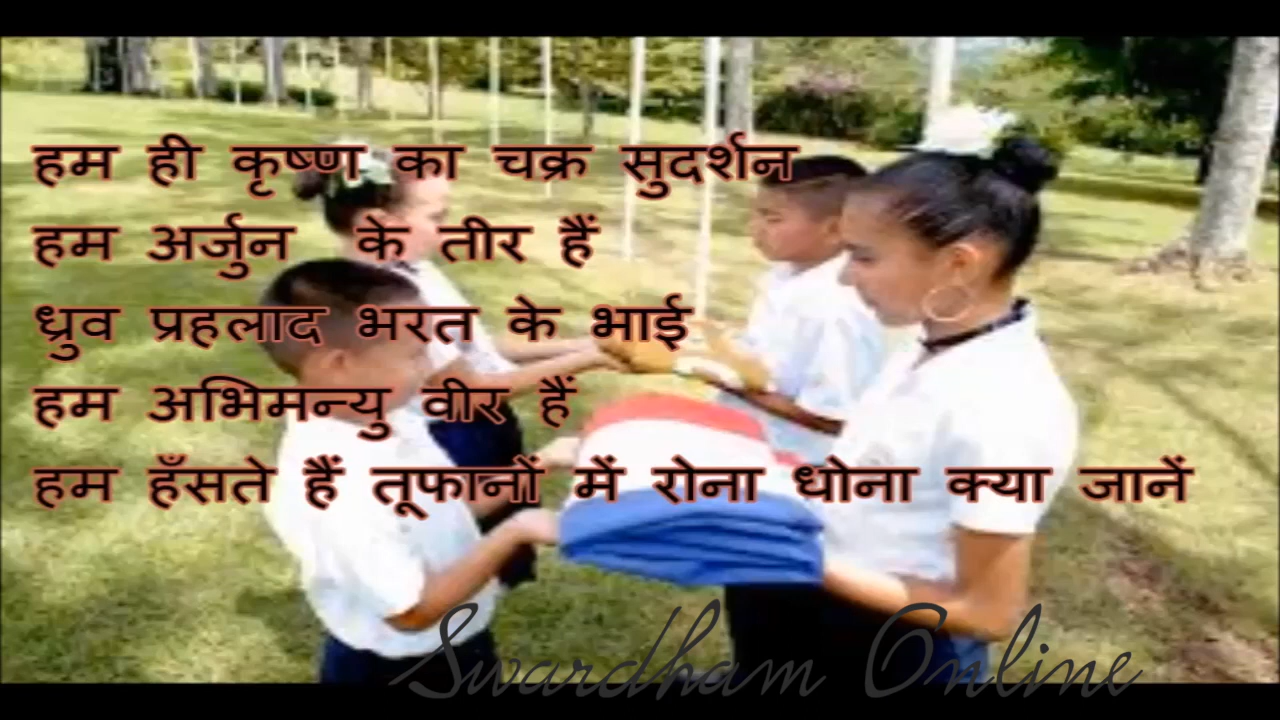 हम ही कृष्ण का चक्र सुदर्शन
हम अर्जुन के तीर हैं
ध्रुव प्रहलाद भरत के भाई
हम अभिमन्यु वीर हैं
हम हँसते हैं तूफानों में रोना धोना क्या जानें
Swardham Online